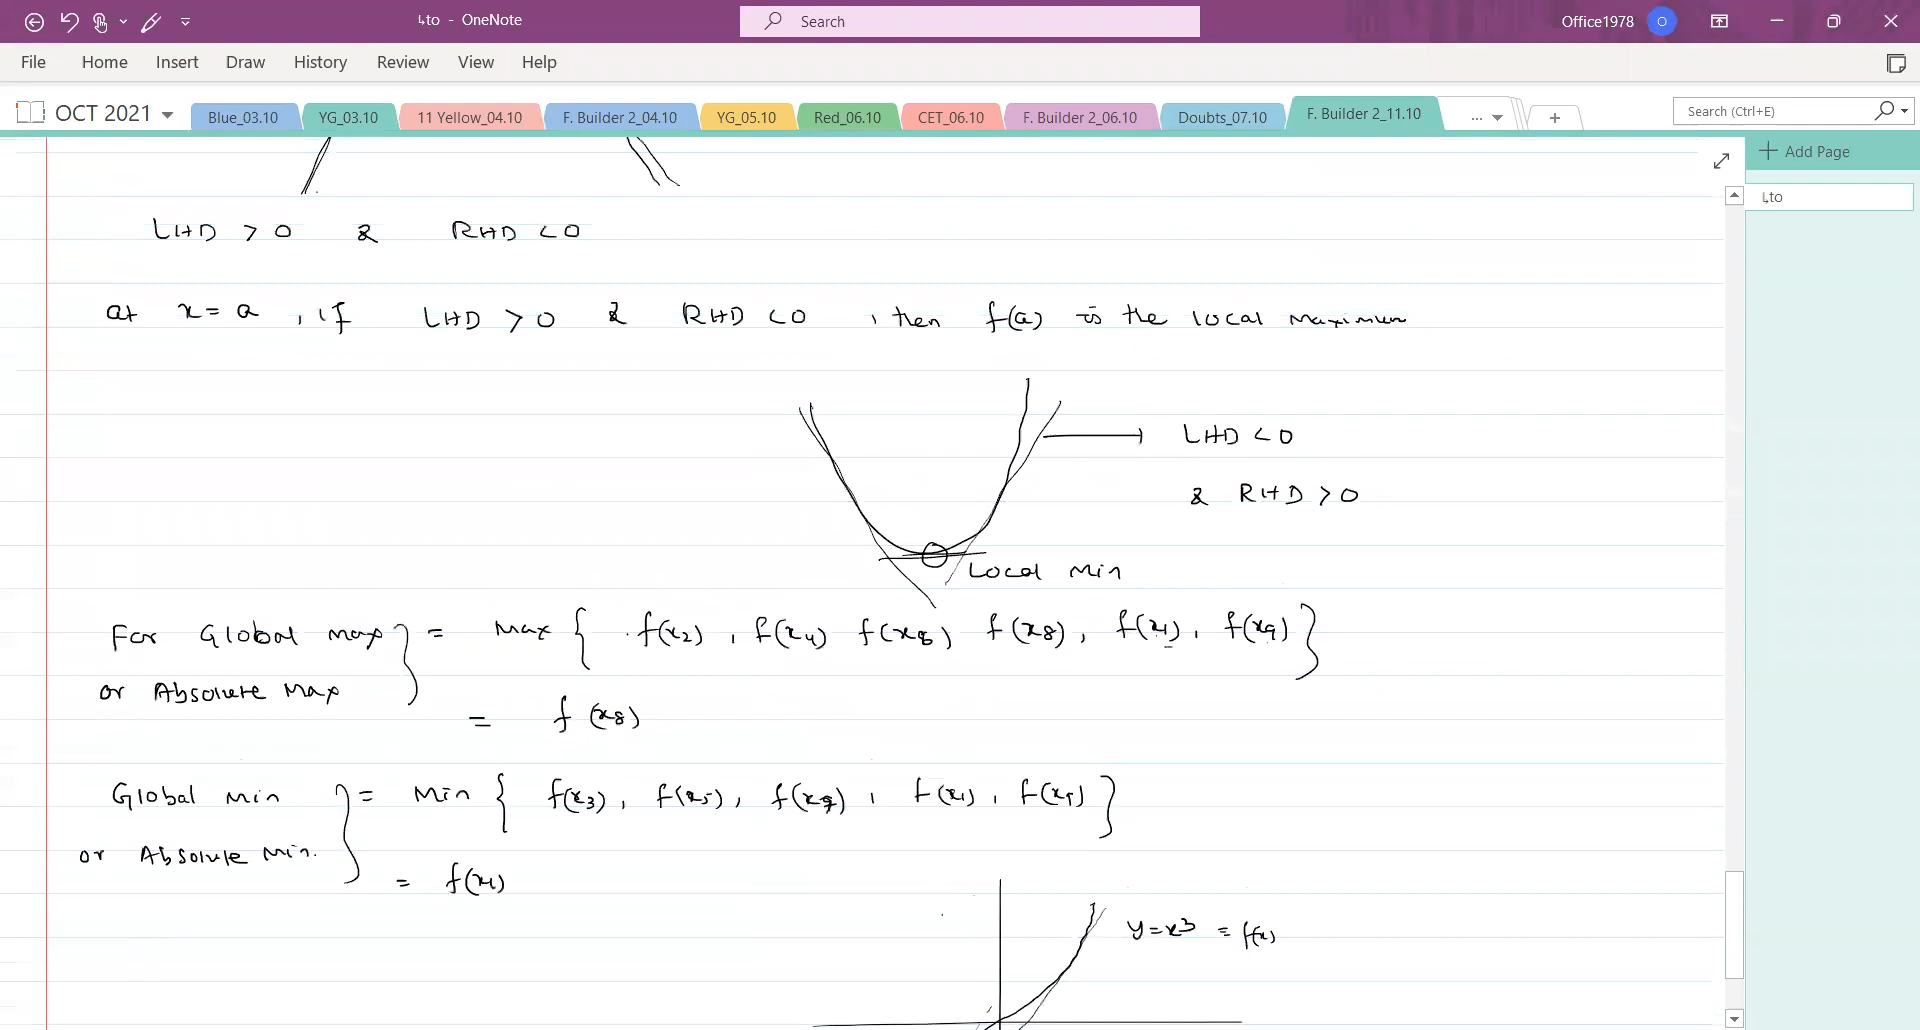 ↳to - OneNote
Search
Office1978
O
File Home Insert Draw History Review View Help
OCT 2021
Blue_03.10
YG_03.10
11 Yellow_04.10
F. Builder 2_04.10
YG_05.10
Red_06.10
CET_06.10
F. Builder 2_06.10
Doubts_07.10
F. Builder 2_11.10
...
+
Search (Ctrl+E)
+ Add Page
↳to
LHD > 0 & RHD < 0
at x = a , if LHD > 0 & RHD < 0 , then f(a) is the local maximum
LHD < 0
& RHD > 0
Local Min
For Global max } = Max { f(x2) , f(x4) f(x6) f(x8) , f(x1) , f(x9) }
or Absolute Max
= f(x8)
Global Min } = Min { f(x3) , f(x5) , f(x7) , f(x1) , f(x9) }
or Absolute Min.
= f(x1)
y = x3 = f(x)